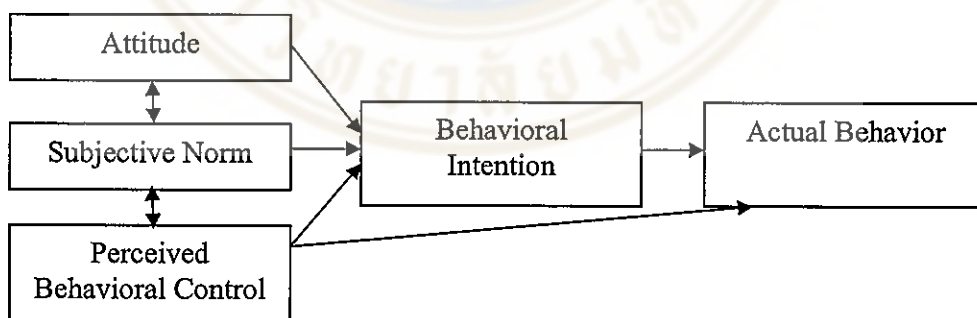 Attitude
Subjective Norm
Perceived
Behavioral Control
Behavioral
Intention
Actual Behavior